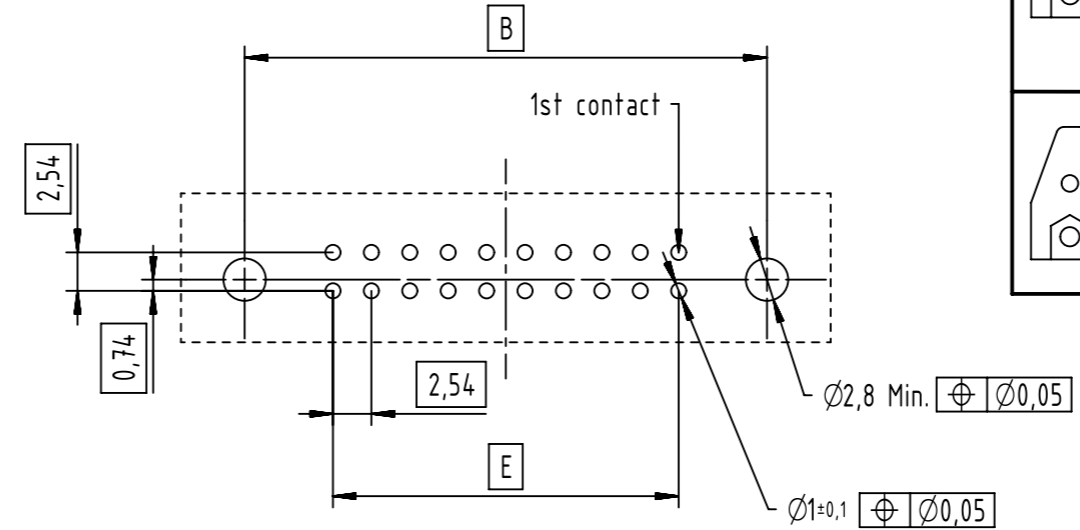 B
1st contact
2,54
0,74
2,54
Ø2,8 Min. ⌖ Ø0,05
E
Ø1±0,1 ⌖ Ø0,05